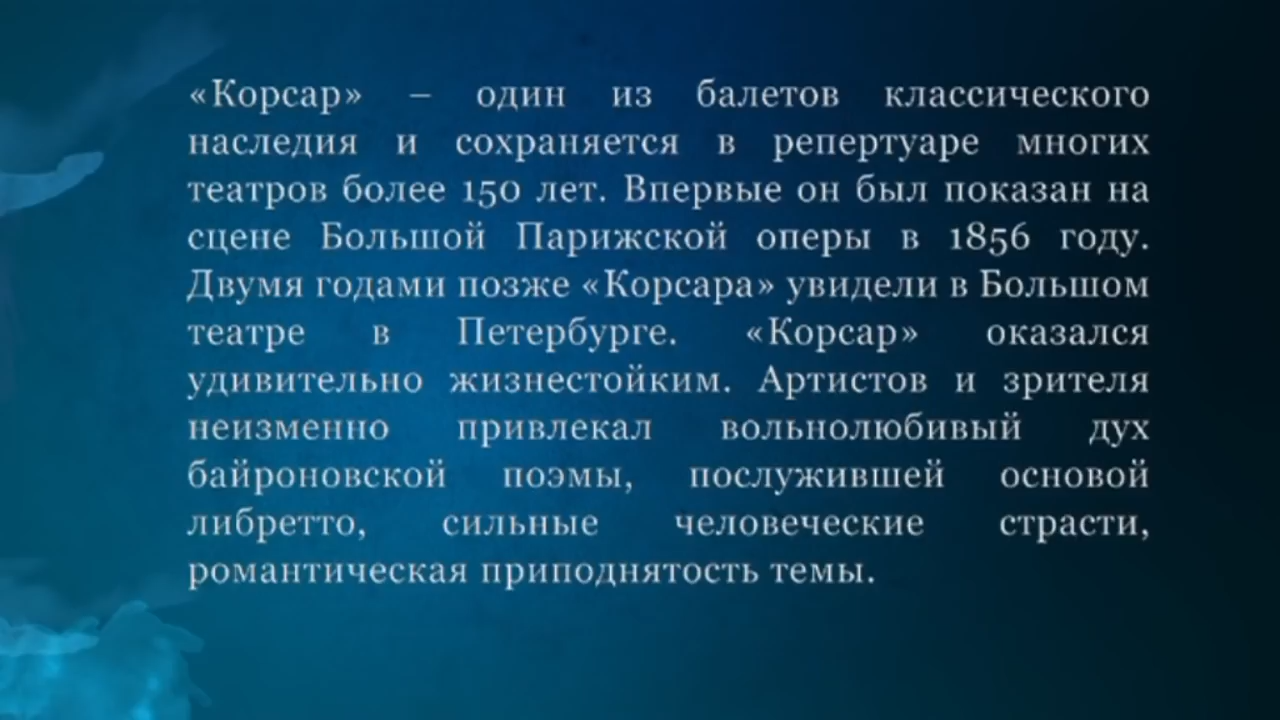 «Корсар» – один из балетов классического
наследия и сохраняется в репертуаре многих
театров более 150 лет. Впервые он был показан на
сцене Большой Парижской оперы в 1856 году.
Двумя годами позже «Корсара» увидели в Большом
театре в Петербурге. «Корсар» оказался
удивительно жизнестойким. Артистов и зрителя
неизменно привлекал вольнолюбивый дух
байроновской поэмы, послужившей основой
либретто, сильные человеческие страсти,
романтическая приподнятость темы.